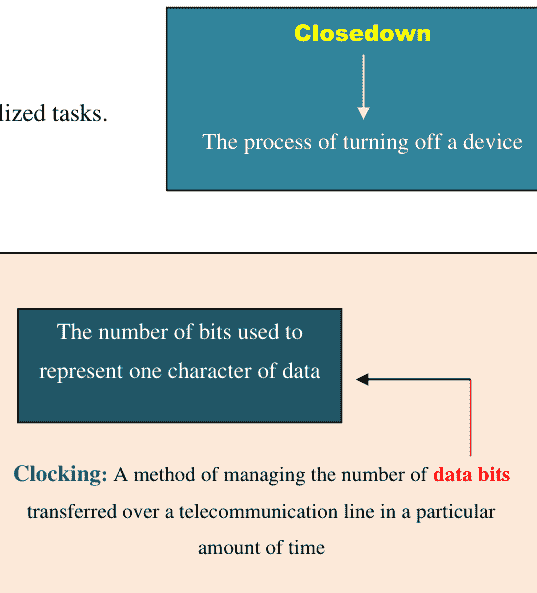 Closedown
lized tasks.
The process of turning off a device
The number of bits used to
represent one character of data
Clocking: A method of managing the number of data bits
transferred over a telecommunication line in a particular
amount of time